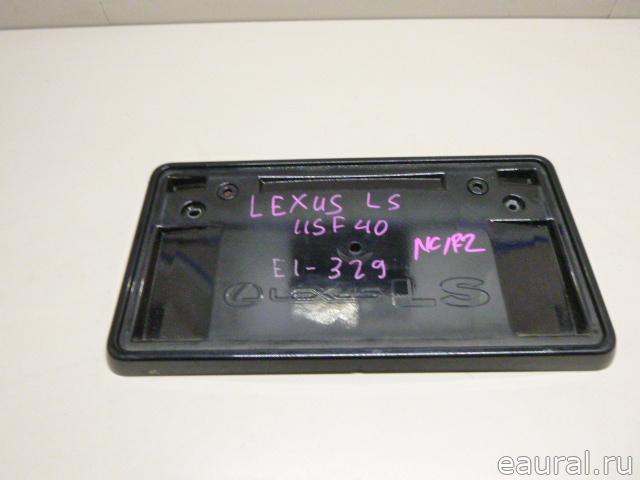 LEXUS LS
USF40
NC/R2
E1-329
LEXUS LS
eaural.ru